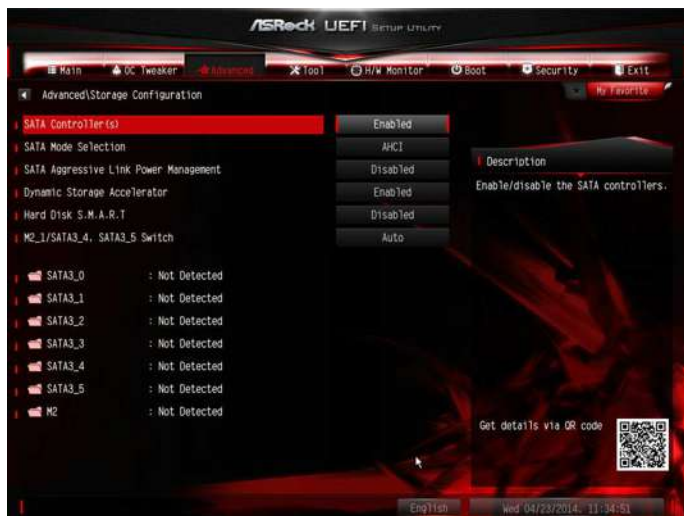 ASRock UEFI SETUP UTILITY
Main OC Tweaker Advanced Tool H/W Monitor Boot Security Exit
Advanced\Storage Configuration
My Favorite
SATA Controller(s) Enabled
SATA Mode Selection AHCI
SATA Aggressive Link Power Management Disabled
Dynamic Storage Accelerator Enabled
Hard Disk S.M.A.R.T Disabled
M2_1/SATA3_4, SATA3_5 Switch Auto
SATA3_0 : Not Detected
SATA3_1 : Not Detected
SATA3_2 : Not Detected
SATA3_3 : Not Detected
SATA3_4 : Not Detected
SATA3_5 : Not Detected
M2 : Not Detected
Description
Enable/disable the SATA controllers.
Get details via QR code
English
Wed 04/23/2014. 11:34:51